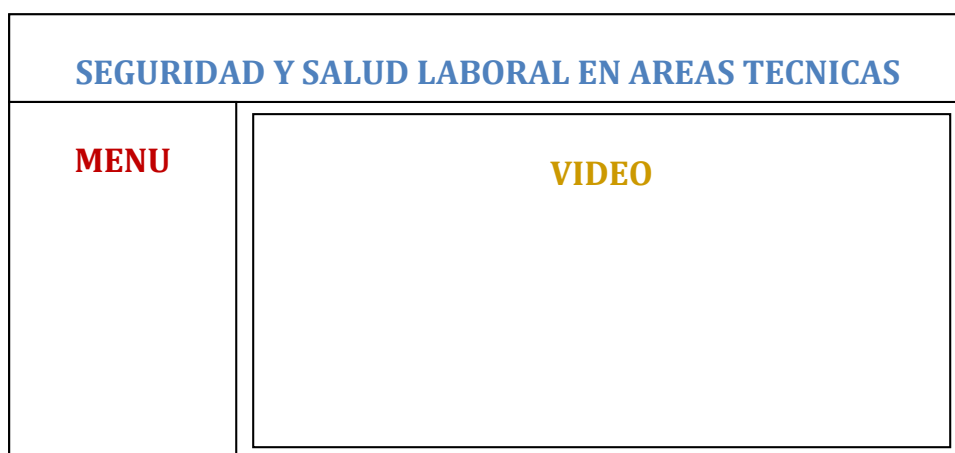 SEGURIDAD Y SALUD LABORAL EN AREAS TECNICAS
MENU
VIDEO